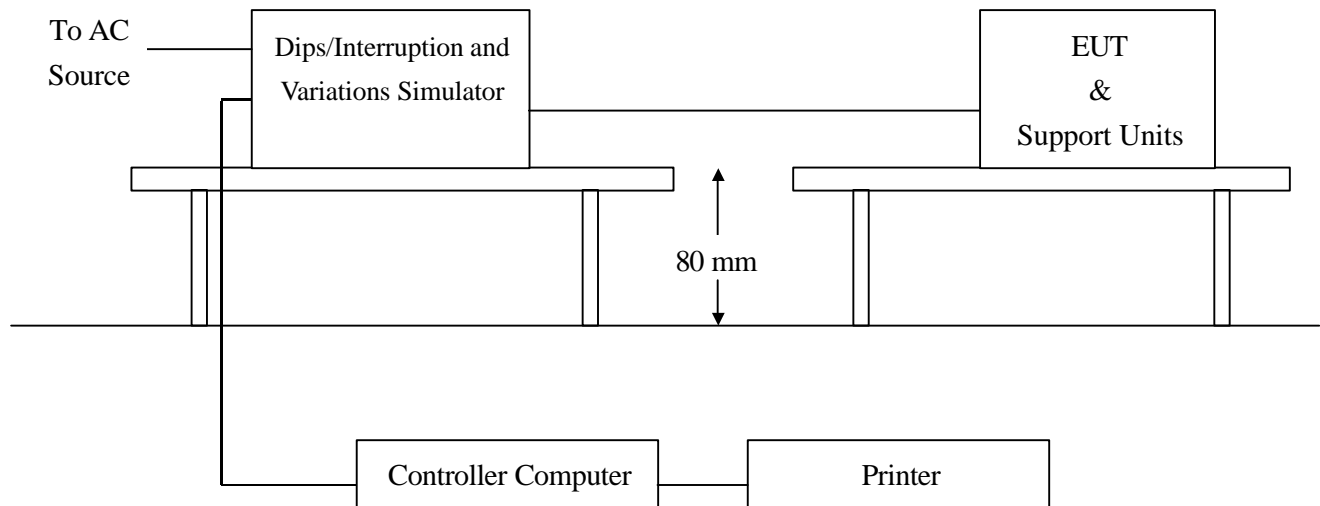 To AC
Source
Dips/Interruption and
Variations Simulator
EUT
&
Support Units
80 mm
Controller Computer
Printer